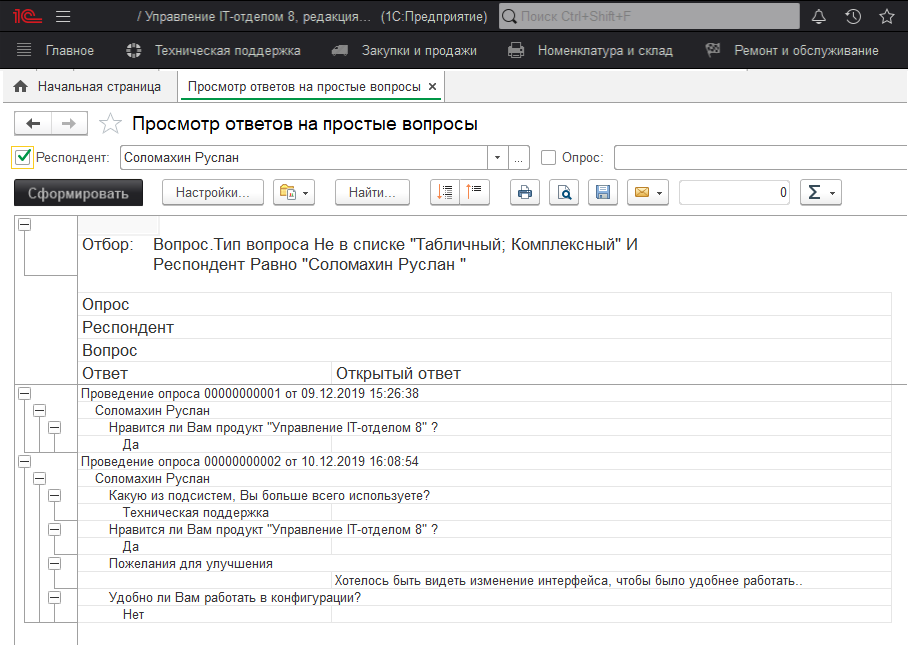 1С / Управление IT-отделом 8, редакция... (1С:Предприятие) Поиск Ctrl+Shift+F
Главное Техническая поддержка Закупки и продажи Номенклатура и склад Ремонт и обслуживание
Начальная страница Просмотр ответов на простые вопросы ×
Просмотр ответов на простые вопросы
Респондент: Соломахин Руслан ... Опрос:
Сформировать Настройки... Найти... 0 Σ
Отбор: Вопрос.Тип вопроса Не в списке "Табличный; Комплексный" И
Респондент Равно "Соломахин Руслан "
Опрос
Респондент
Вопрос
Ответ Открытый ответ
Проведение опроса 00000000001 от 09.12.2019 15:26:38
Соломахин Руслан
Нравится ли Вам продукт "Управление IT-отделом 8" ?
Да
Проведение опроса 00000000002 от 10.12.2019 16:08:54
Соломахин Руслан
Какую из подсистем, Вы больше всего используете?
Техническая поддержка
Нравится ли Вам продукт "Управление IT-отделом 8" ?
Да
Пожелания для улучшения
Хотелось быть видеть изменение интерфейса, чтобы было удобнее работать..
Удобно ли Вам работать в конфигурации?
Нет